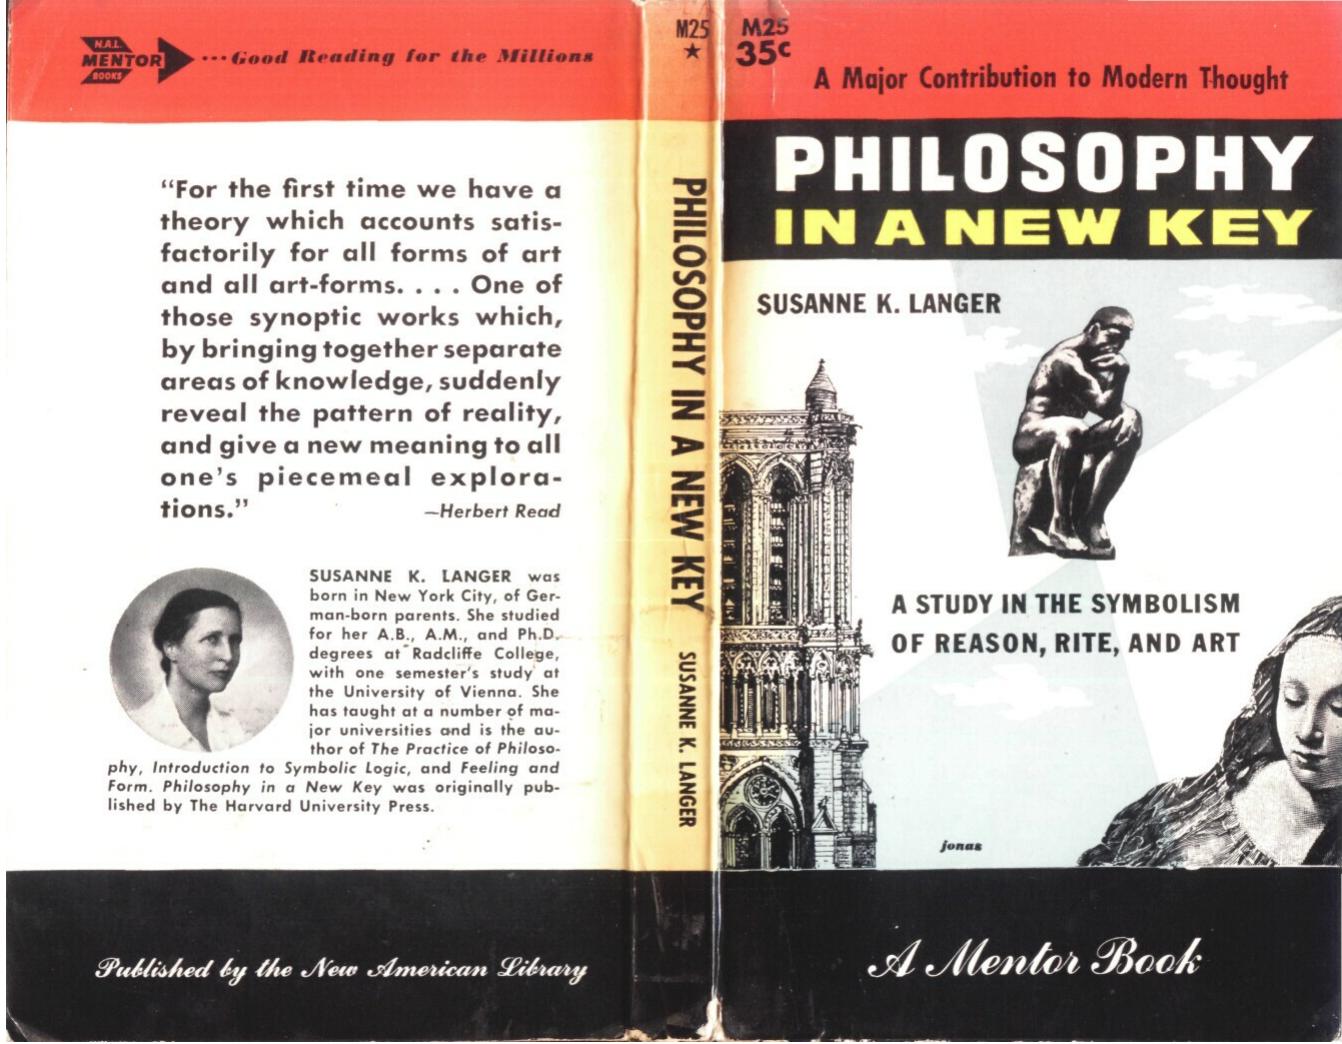 N.A.L.
MENTOR
BOOKS
...Good Reading for the Millions
"For the first time we have a
theory which accounts satis-
factorily for all forms of art
and all art-forms. . . . One of
those synoptic works which,
by bringing together separate
areas of knowledge, suddenly
reveal the pattern of reality,
and give a new meaning to all
one's piecemeal explora-
tions."
—Herbert Read
SUSANNE K. LANGER was
born in New York City, of Ger-
man-born parents. She studied
for her A.B., A.M., and Ph.D.
degrees at Radcliffe College,
with one semester's study at
the University of Vienna. She
has taught at a number of ma-
jor universities and is the au-
thor of The Practice of Philoso-
phy, Introduction to Symbolic Logic, and Feeling and
Form. Philosophy in a New Key was originally pub-
lished by The Harvard University Press.
Published by the New American Library
M25
PHILOSOPHY IN A NEW KEY
SUSANNE K. LANGER
M25
35c
A Major Contribution to Modern Thought
PHILOSOPHY
IN A NEW KEY
SUSANNE K. LANGER
A STUDY IN THE SYMBOLISM
OF REASON, RITE, AND ART
jonas
A Mentor Book